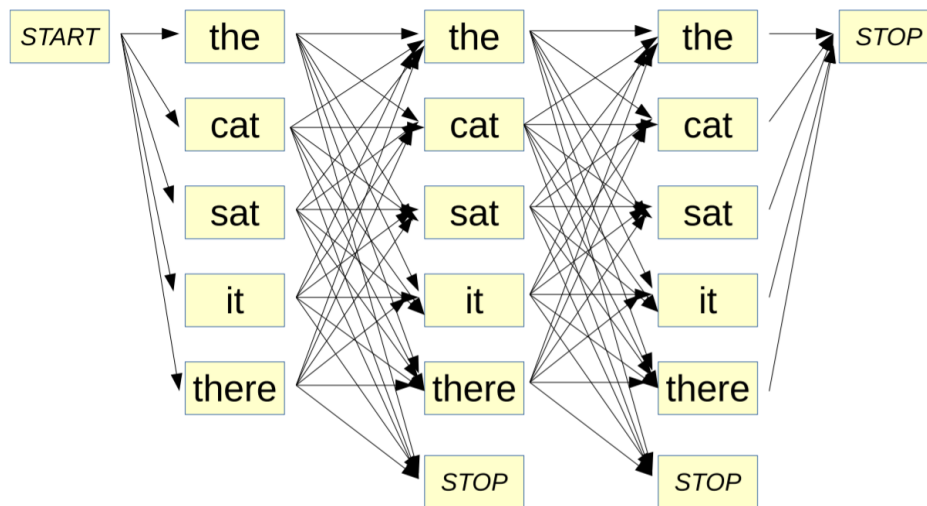 START the the the STOP
cat cat cat
sat sat sat
it it it
there there there
STOP STOP